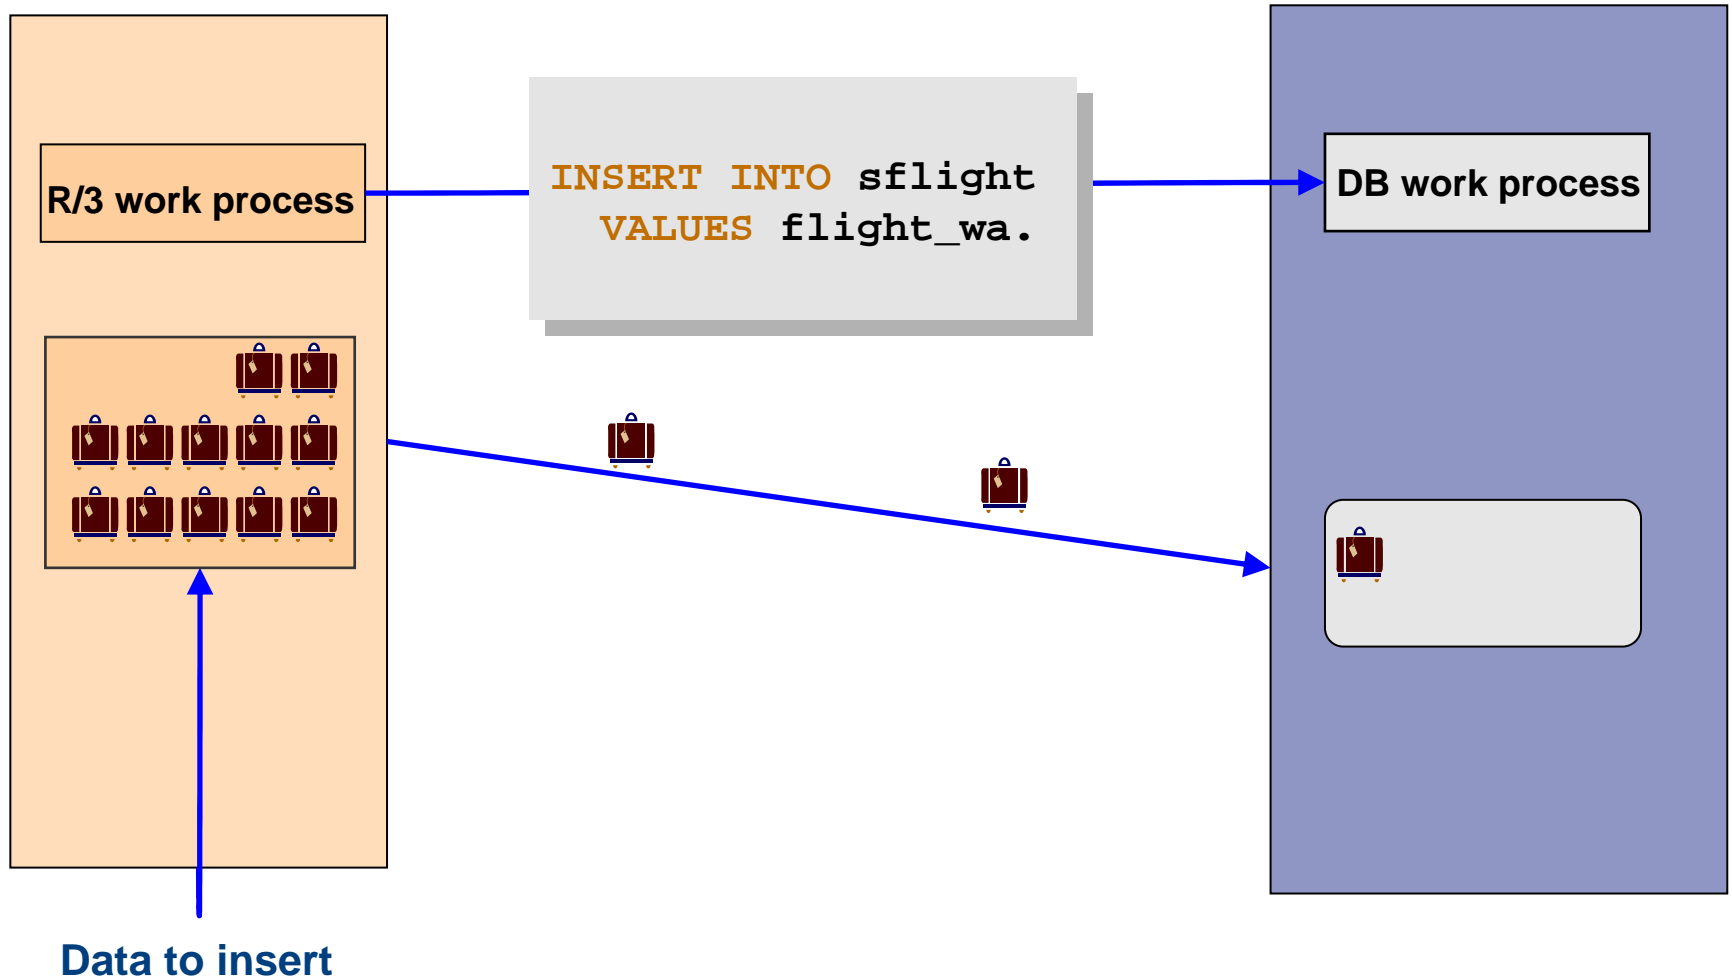 R/3 work process
INSERT INTO sflight
VALUES flight_wa.
DB work process
Data to insert